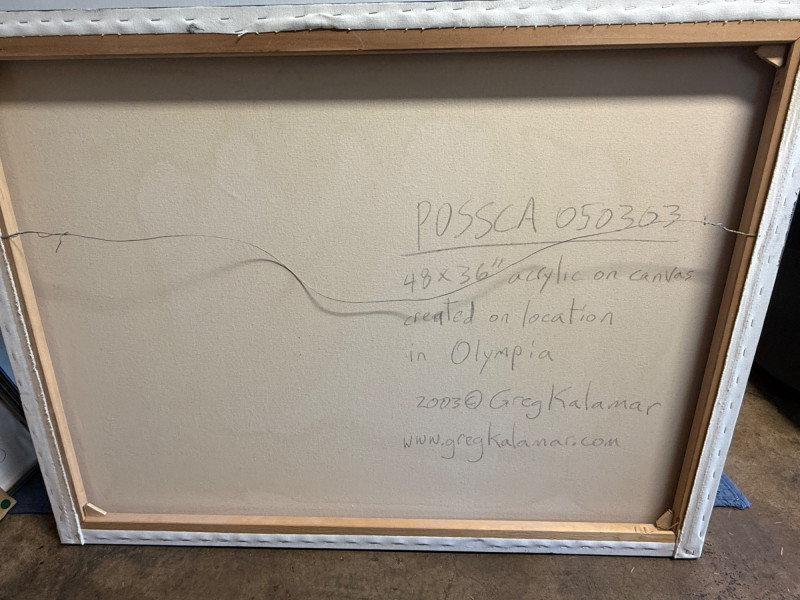 POSSCA 050303
48 x 36" acrylic on canvas
created on location
in Olympia
2003 © Greg Kalamar
www.gregkalamar.com